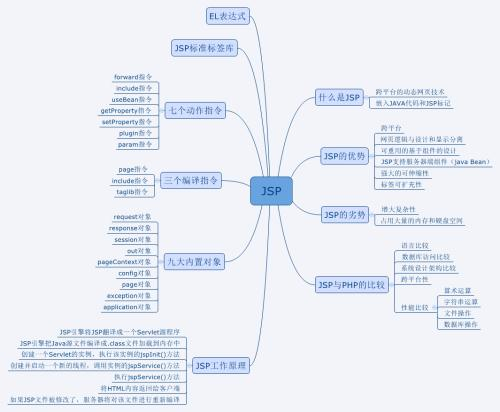 EL表达式
JSP标准标签库
forward指令
include指令
useBean指令
getProperty指令
setProperty指令
plugin指令
param指令
七个动作指令
page指令
include指令
taglib指令
三个编译指令
request对象
response对象
session对象
out对象
pageContext对象
config对象
page对象
exception对象
application对象
九大内置对象
JSP引擎将JSP翻译成一个Servlet源程序
JSP引擎把Java源文件编译成.class文件加载到内存中
创建一个Servlet的实例，执行该实例的jspInit()方法
创建并启动一个新的线程，调用实例的jspService()方法
执行jspService()方法
将HTML内容返回给客户端
如果JSP文件被修改了，服务器将对该文件进行重新编译
JSP工作原理
JSP
什么是JSP
跨平台的动态网页技术
嵌入JAVA代码和JSP标记
JSP的优势
跨平台
网页逻辑与设计和显示分离
可重用的基于组件的设计
JSP支持服务器端组件（Java Bean）
强大的可伸缩性
标签可扩充性
JSP的劣势
增大复杂性
占用大量的内存和硬盘空间
JSP与PHP的比较
语言比较
数据库访问比较
系统设计架构比较
跨平台性
性能比较
算术运算
字符串运算
文件操作
数据库操作